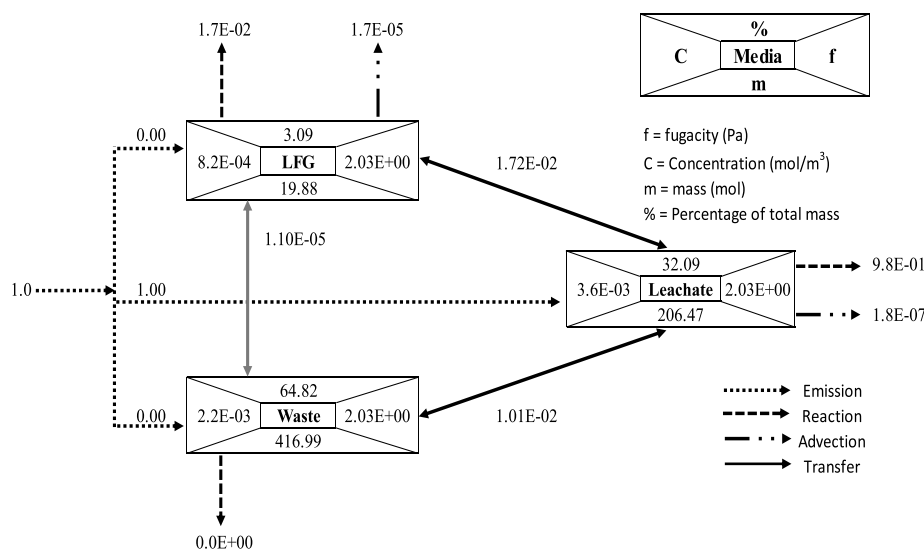 1.7E-02
1.7E-05
%
C
Media
f
m
0.00
3.09
8.2E-04
LFG
2.03E+00
19.88
f = fugacity (Pa)
C = Concentration (mol/m³)
m = mass (mol)
% = Percentage of total mass
1.72E-02
1.10E-05
1.0
1.00
32.09
3.6E-03
Leachate
2.03E+00
206.47
9.8E-01
1.8E-07
0.00
64.82
2.2E-03
Waste
2.03E+00
416.99
1.01E-02
0.0E+00
Emission
Reaction
Advection
Transfer